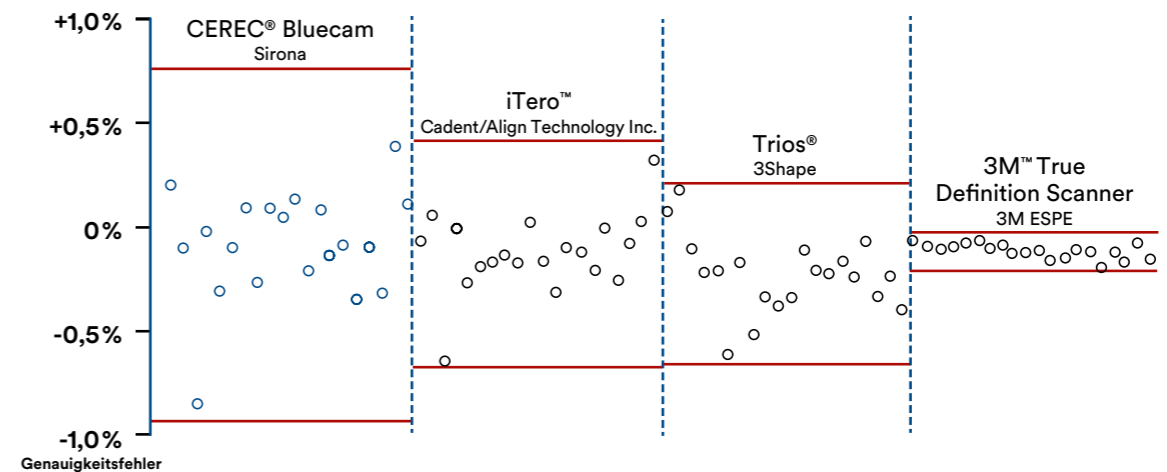 +1,0%
CEREC® Bluecam
Sirona
+0,5%
iTero™
Cadent/Align Technology Inc.
Trios®
3Shape
3M™ True
Definition Scanner
3M ESPE
0%
-0,5%
-1,0%
Genauigkeitsfehler